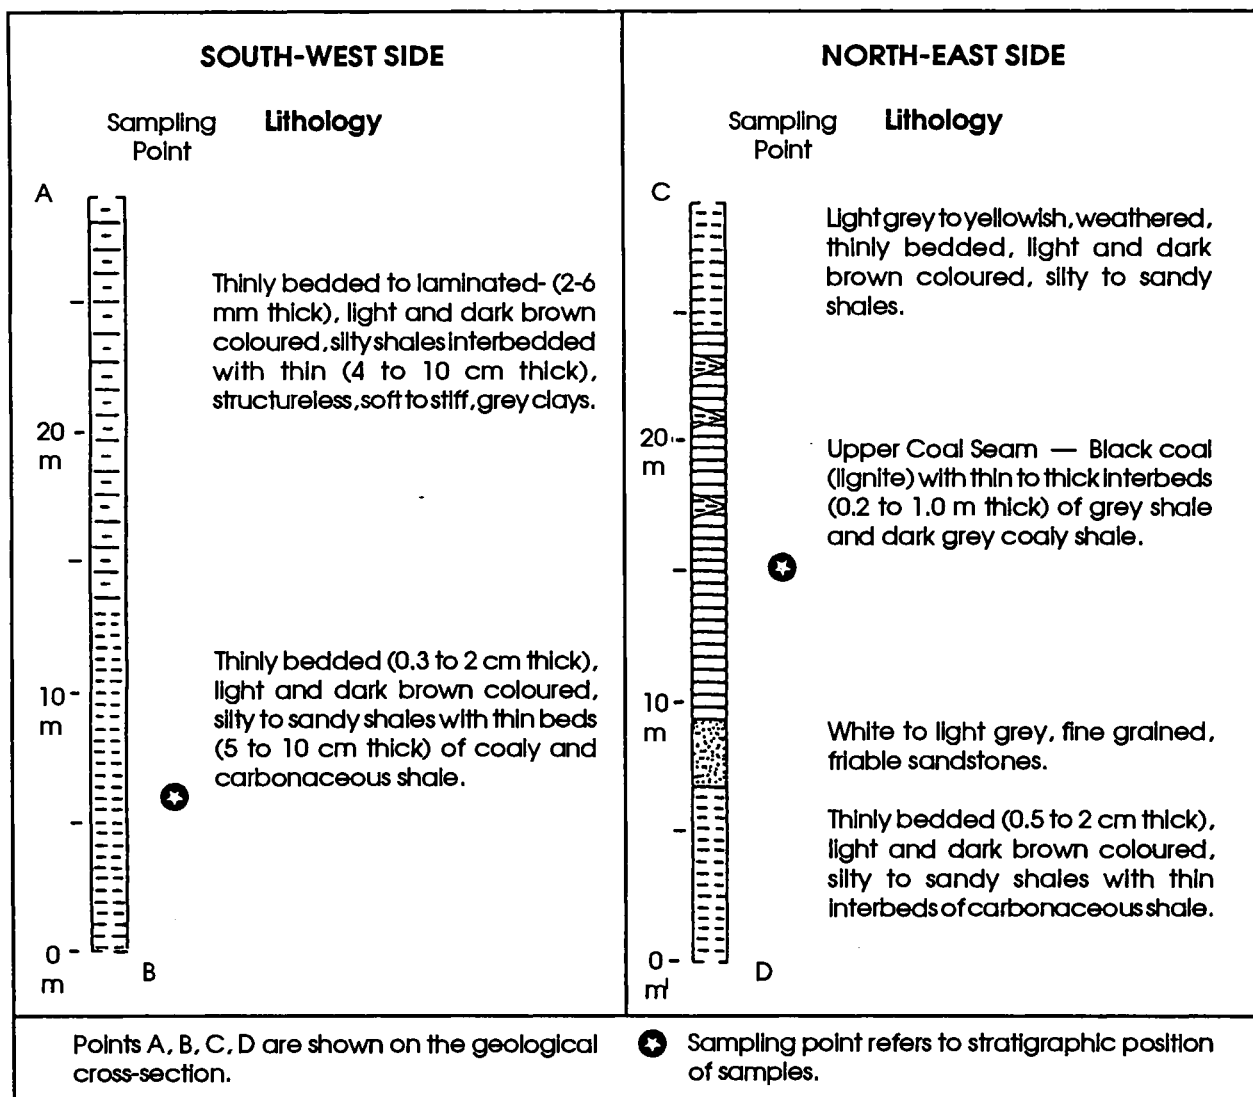 SOUTH-WEST SIDE
Sampling
Point
Lithology
A
Thinly bedded to laminated- (2-6
mm thick), light and dark brown
coloured, silty shales interbedded
with thin (4 to 10 cm thick),
structureless, soft to stiff, grey clays.
20
m
Thinly bedded (0.3 to 2 cm thick),
light and dark brown coloured,
silty to sandy shales with thin beds
(5 to 10 cm thick) of coaly and
carbonaceous shale.
10
m
0
m
B
NORTH-EAST SIDE
Sampling
Point
Lithology
C
Light grey to yellowish, weathered,
thinly bedded, light and dark
brown coloured, silty to sandy
shales.
20
m
Upper Coal Seam — Black coal
(lignite) with thin to thick interbeds
(0.2 to 1.0 m thick) of grey shale
and dark grey coaly shale.
10
m
White to light grey, fine grained,
friable sandstones.
Thinly bedded (0.5 to 2 cm thick),
light and dark brown coloured,
silty to sandy shales with thin
interbeds of carbonaceous shale.
0
m
D
Points A, B, C, D are shown on the geological
cross-section.
Sampling point refers to stratigraphic position
of samples.